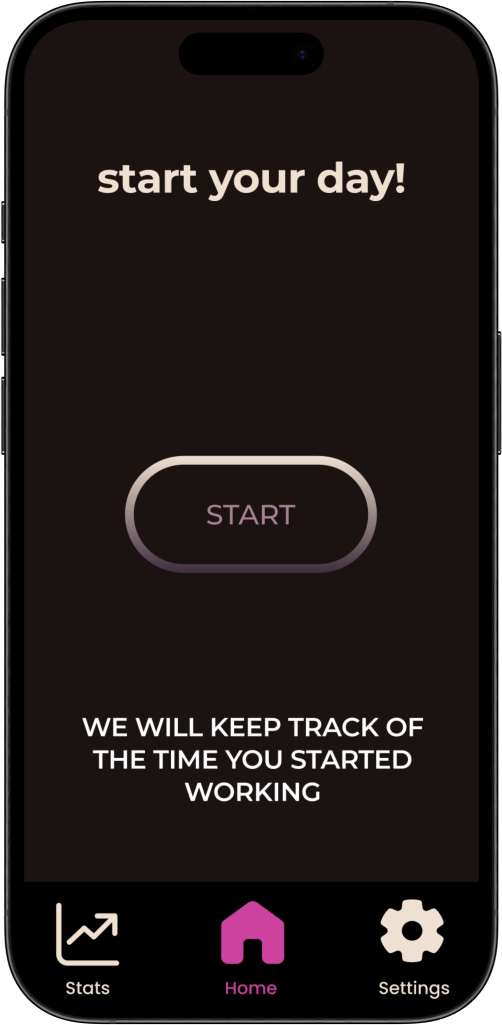 start your day!
START
WE WILL KEEP TRACK OF
THE TIME YOU STARTED
WORKING
Stats
Home
Settings